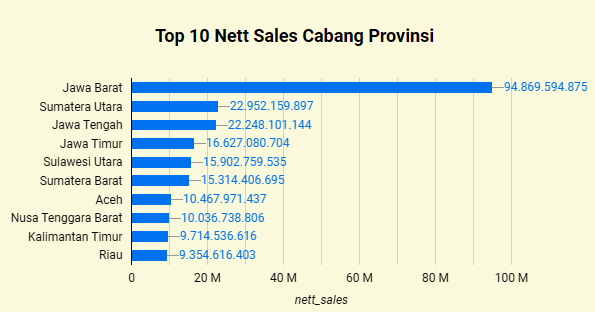 Top 10 Nett Sales Cabang Provinsi
Jawa Barat 94.869.594.875
Sumatera Utara 22.952.159.897
Jawa Tengah 22.248.101.144
Jawa Timur 16.627.080.704
Sulawesi Utara 15.902.759.535
Sumatera Barat 15.314.406.695
Aceh 10.467.971.437
Nusa Tenggara Barat 10.036.738.806
Kalimantan Timur 9.714.536.616
Riau 9.354.616.403
0 20 M 40 M 60 M 80 M 100 M
nett_sales